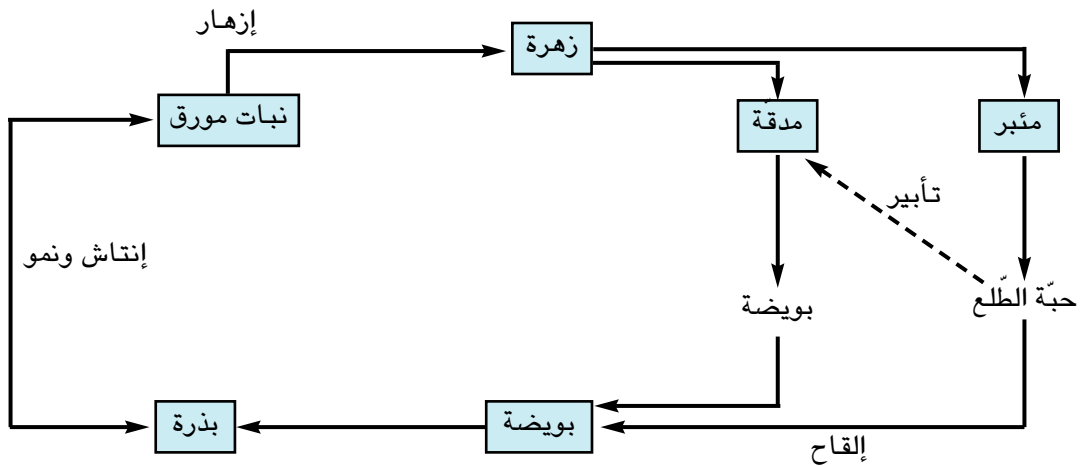 إزهار
زهرة
نبات مورق
مدقّة
مئبر
تأبير
إنتاش ونمو
حبّة الطّلع
بويضة
بذرة
بويضة
إلقاح